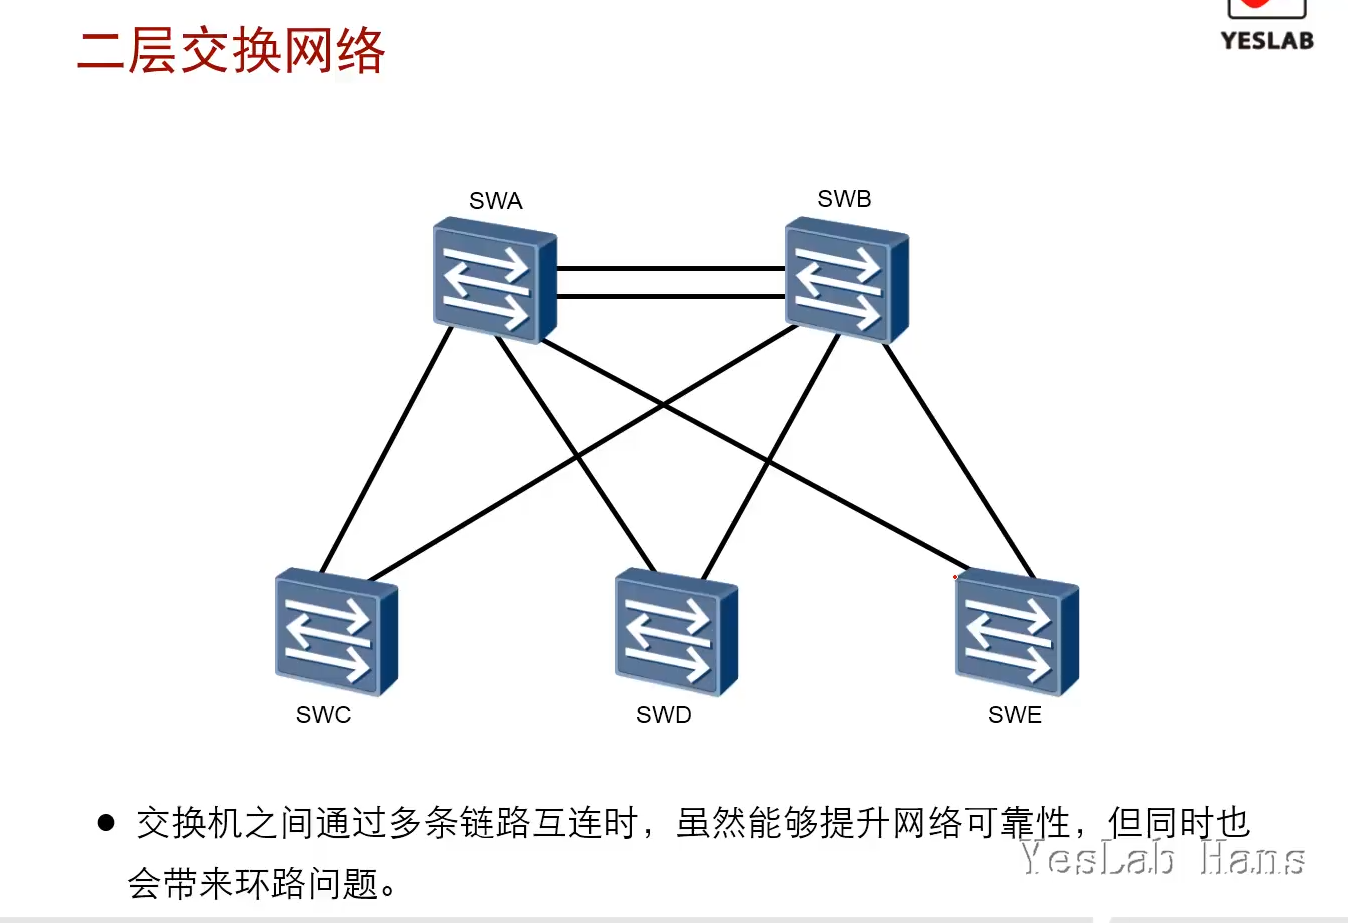 YESLAB
二层交换网络
SWA
SWB
SWC
SWD
SWE
交换机之间通过多条链路互连时，虽然能够提升网络可靠性，但同时也
会带来环路问题。
YesLab Hans